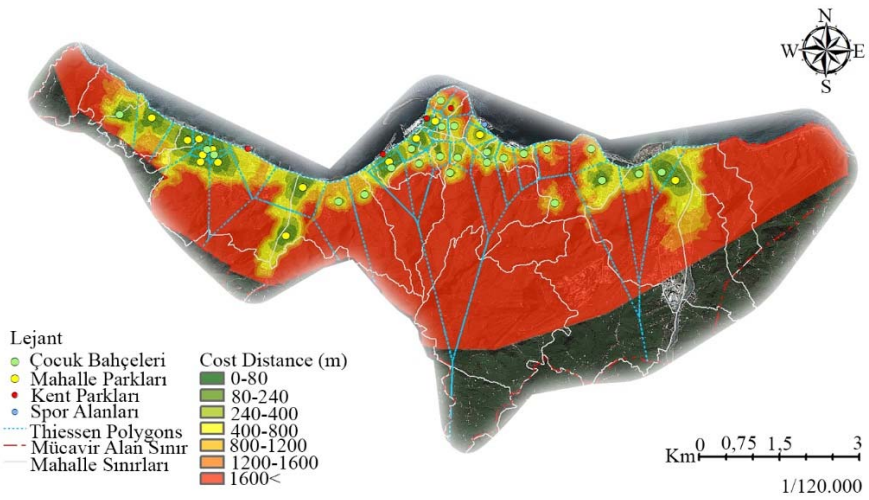 N
W E
S
Lejant
Çocuk Bahçeleri
Mahalle Parkları
Kent Parkları
Spor Alanları
Thiessen Polygons
Mücavir Alan Sınır
Mahalle Sınırları
Cost Distance (m)
0-80
80-240
240-400
400-800
800-1200
1200-1600
1600<
Km 0 0,75 1,5 3
1/120.000